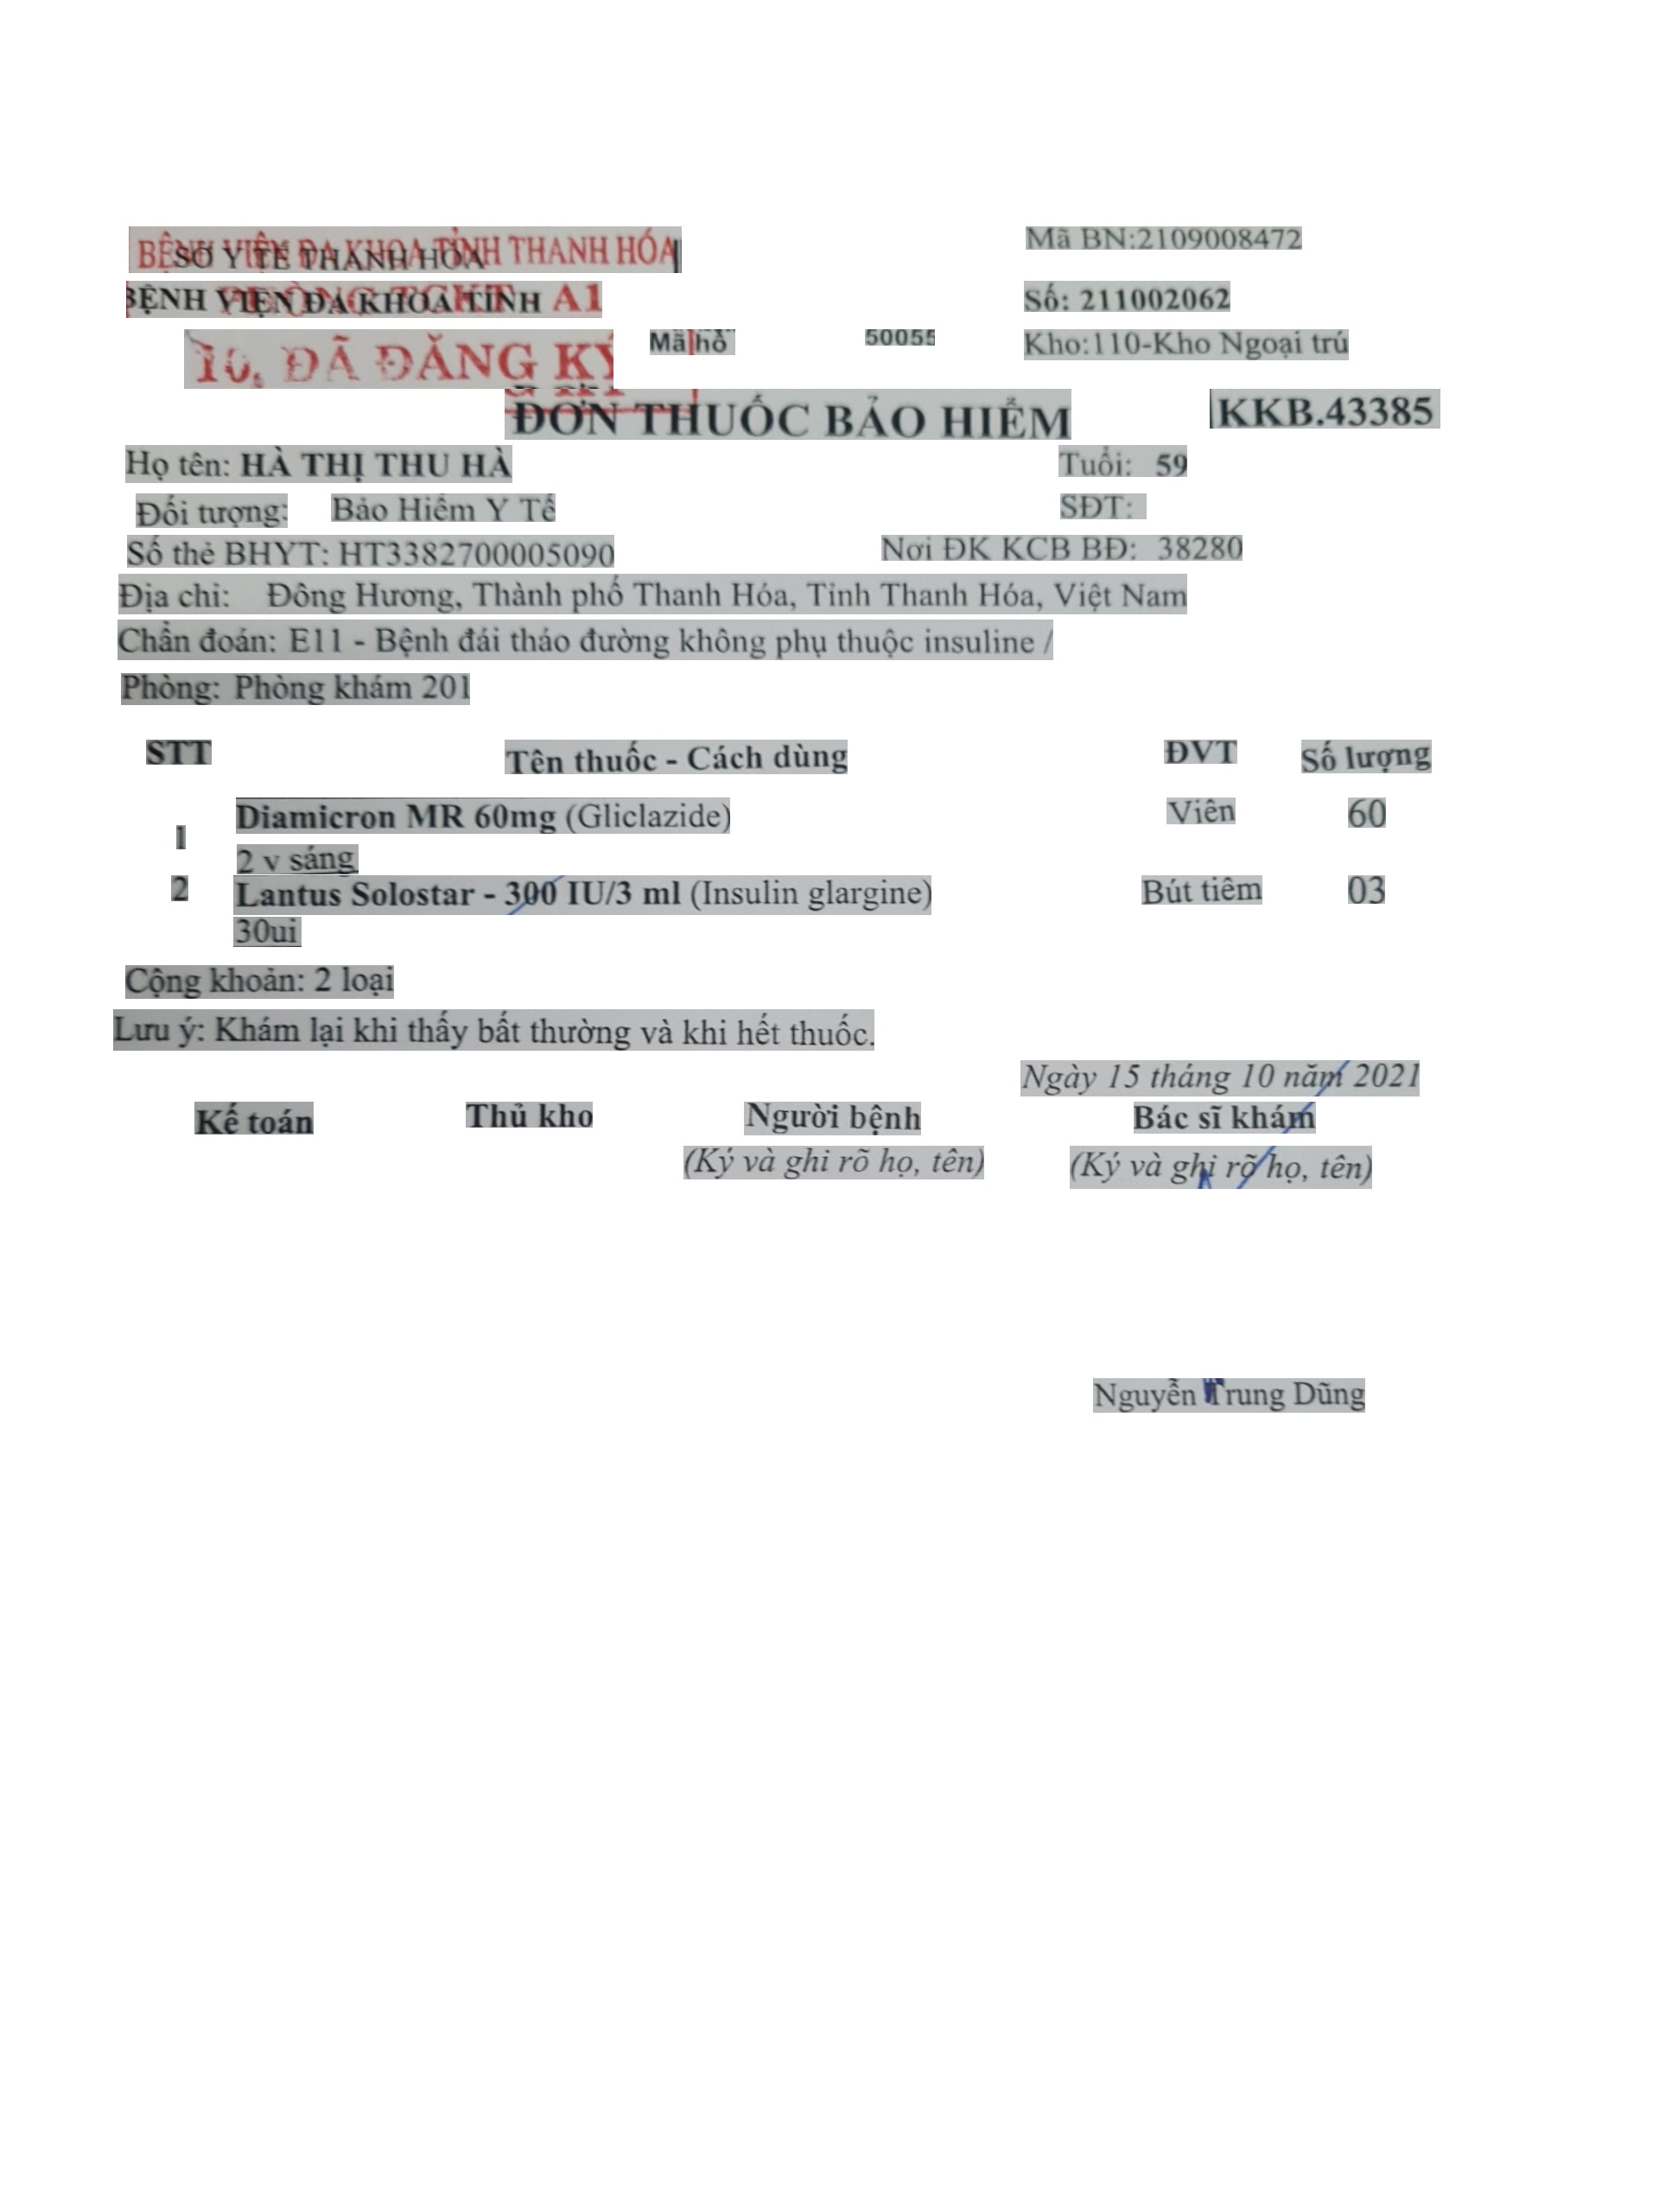 BỆNH VIỆN ĐA KHOA TỈNH THANH HÓA
SỞ Y TẾ THANH HÓA
Mã BN:2109008472
BỆNH VIỆN ĐA KHOA TỈNH
PHÒNG TCKT A1
Số: 211002062
10, ĐÃ ĐĂNG KÝ
Mã hồ 50055
Kho:110-Kho Ngoại trú
ĐƠN THUỐC BẢO HIỂM
KKB.43385
Họ tên: HÀ THỊ THU HÀ Tuổi: 59
Đối tượng: Bảo Hiểm Y Tế SĐT:
Số thẻ BHYT: HT3382700005090 Nơi ĐK KCB BĐ: 38280
Địa chỉ: Đông Hương, Thành phố Thanh Hóa, Tỉnh Thanh Hóa, Việt Nam
Chẩn đoán: E11 - Bệnh đái tháo đường không phụ thuộc insuline /
Phòng: Phòng khám 201
STT Tên thuốc - Cách dùng ĐVT Số lượng
1 Diamicron MR 60mg (Gliclazide) Viên 60
2 v sáng
2 Lantus Solostar - 300 IU/3 ml (Insulin glargine) Bút tiêm 03
30ui
Cộng khoản: 2 loại
Lưu ý: Khám lại khi thấy bất thường và khi hết thuốc.
Ngày 15 tháng 10 năm 2021
Kế toán Thủ kho Người bệnh Bác sĩ khám
(Ký và ghi rõ họ, tên) (Ký và ghi rõ họ, tên)
Nguyễn Trung Dũng